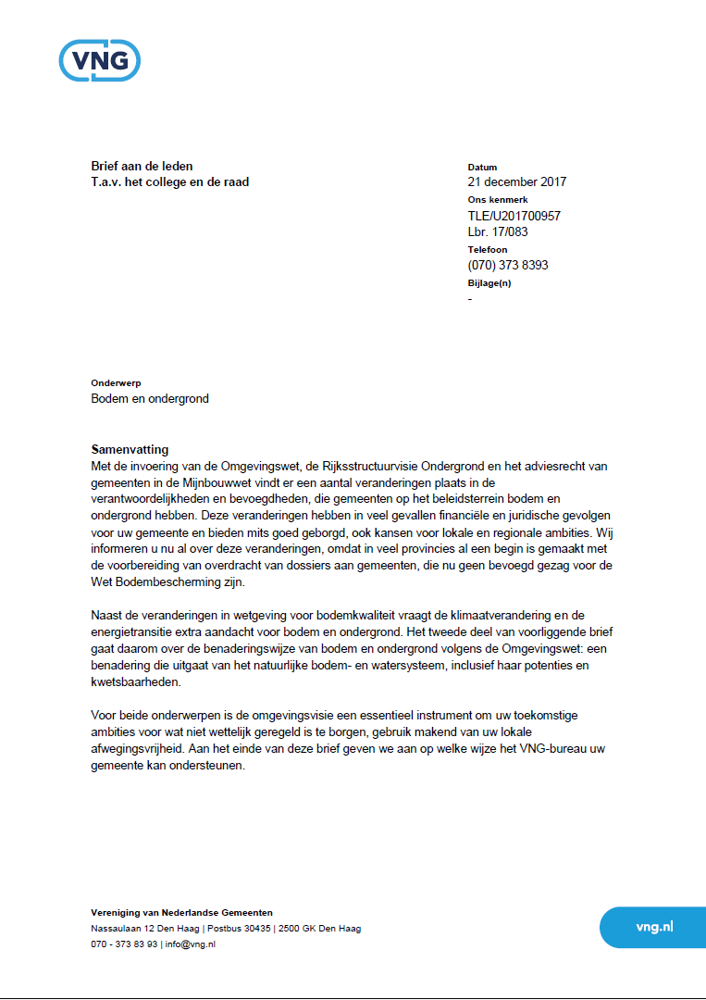 VNG
Brief aan de leden
T.a.v. het college en de raad
Datum
21 december 2017
Ons kenmerk
TLE/U201700957
Lbr. 17/083
Telefoon
(070) 373 8393
Bijlage(n)
-
Onderwerp
Bodem en ondergrond
Samenvatting
Met de invoering van de Omgevingswet, de Rijksstructuurvisie Ondergrond en het adviesrecht van
gemeenten in de Mijnbouwwet vindt er een aantal veranderingen plaats in de
verantwoordelijkheden en bevoegdheden, die gemeenten op het beleidsterrein bodem en
ondergrond hebben. Deze veranderingen hebben in veel gevallen financiële en juridische gevolgen
voor uw gemeente en bieden mits goed geborgd, ook kansen voor lokale en regionale ambities. Wij
informeren u nu al over deze veranderingen, omdat in veel provincies al een begin is gemaakt met
de voorbereiding van overdracht van dossiers aan gemeenten, die nu geen bevoegd gezag voor de
Wet Bodembescherming zijn.
Naast de veranderingen in wetgeving voor bodemkwaliteit vraagt de klimaatverandering en de
energietransitie extra aandacht voor bodem en ondergrond. Het tweede deel van voorliggende brief
gaat daarom over de benaderingswijze van bodem en ondergrond volgens de Omgevingswet: een
benadering die uitgaat van het natuurlijke bodem- en watersysteem, inclusief haar potenties en
kwetsbaarheden.
Voor beide onderwerpen is de omgevingsvisie een essentieel instrument om uw toekomstige
ambities voor wat niet wettelijk geregeld is te borgen, gebruik makend van uw lokale
afwegingsvrijheid. Aan het einde van deze brief geven we aan op welke wijze het VNG-bureau uw
gemeente kan ondersteunen.
Vereniging van Nederlandse Gemeenten
Nassaulaan 12 Den Haag | Postbus 30435 | 2500 GK Den Haag
070 - 373 83 93 | info@vng.nl
vng.nl